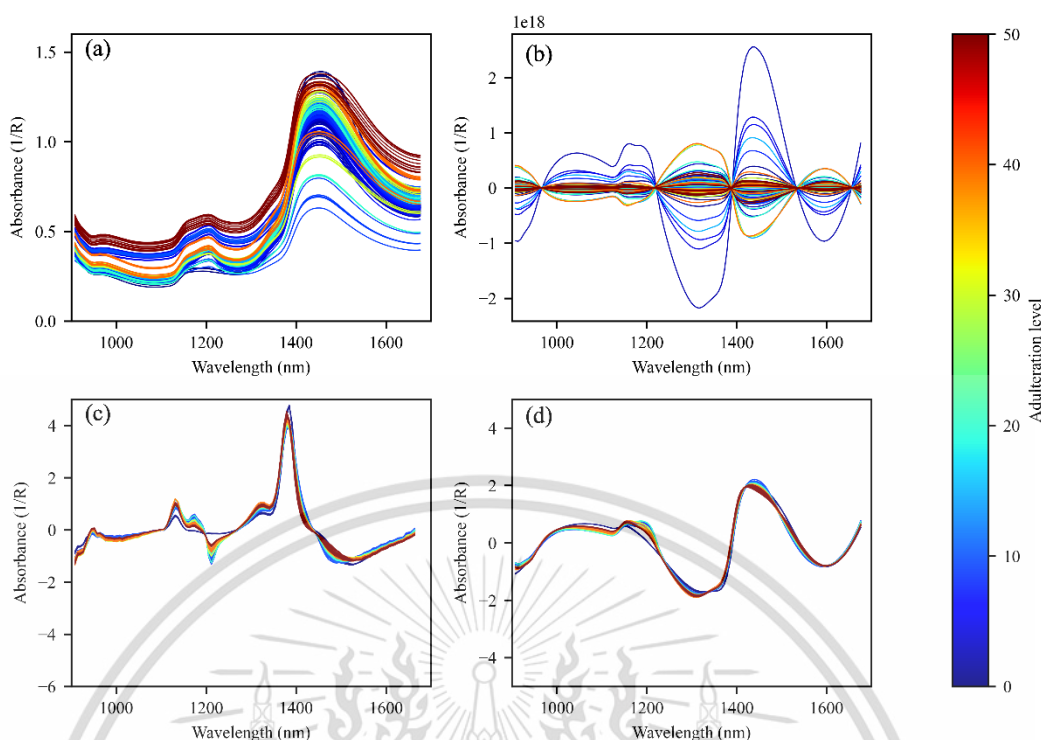 (a)
Absorbance (1/R)
1.5
1.0
0.5
0.0
1000 1200 1400 1600
Wavelength (nm)
1e18
(b)
Absorbance (1/R)
2
1
0
−1
−2
1000 1200 1400 1600
Wavelength (nm)
(c)
Absorbance (1/R)
4
2
0
−2
−4
−6
1000 1200 1400 1600
Wavelength (nm)
(d)
Absorbance (1/R)
4
2
0
−2
−4
1000 1200 1400 1600
Wavelength (nm)
50
40
30
20
10
0
Adulteration level